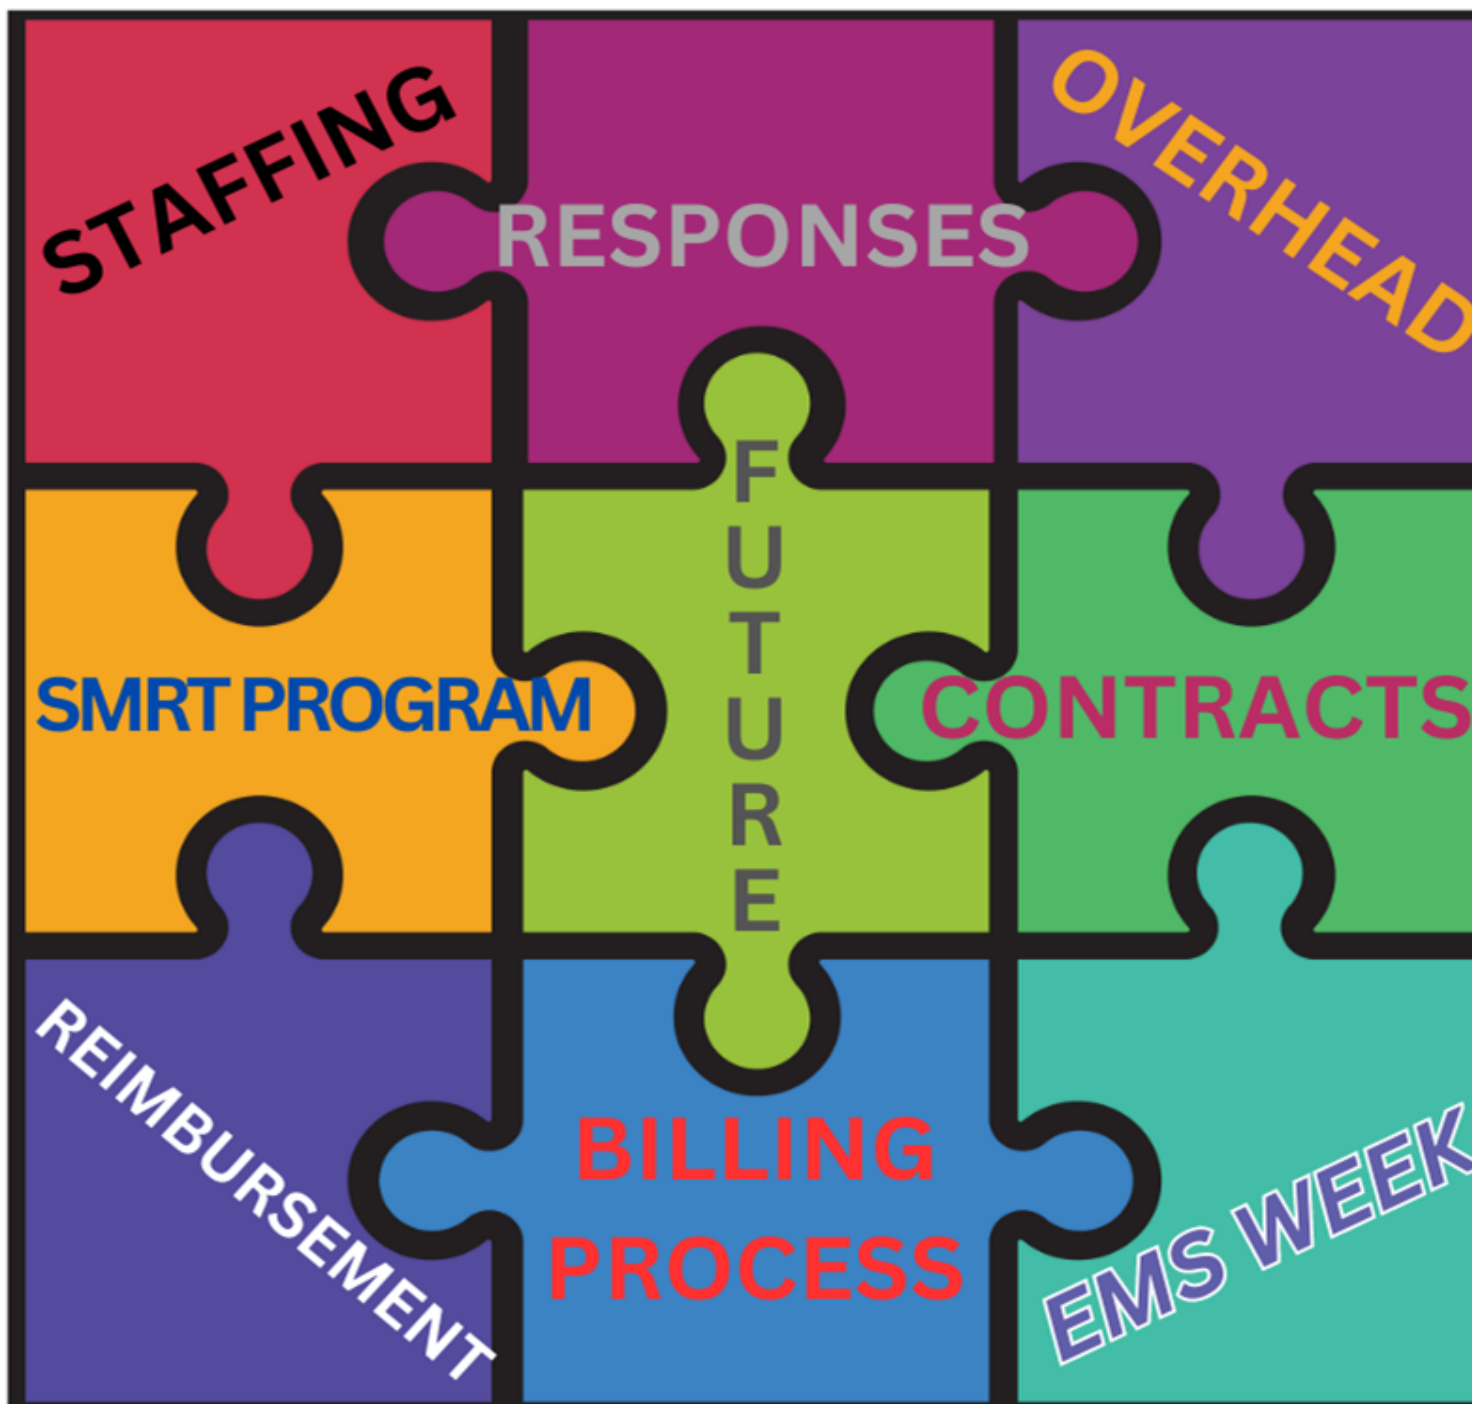 STAFFING
RESPONSES
OVERHEAD
SMRT PROGRAM
FUTURE
CONTRACTS
REIMBURSEMENT
BILLING
PROCESS
EMS WEEK